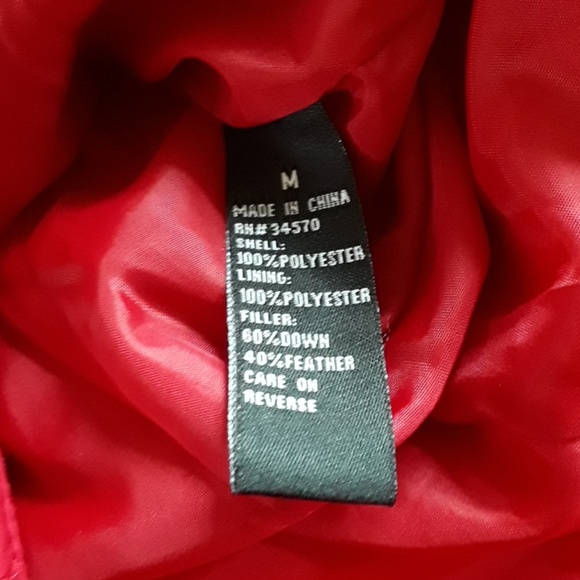 M
MADE IN CHINA
RN# 34570
SHELL:
100%POLYESTER
LINING:
100%POLYESTER
FILLER:
60%DOWN
40%FEATHER
CARE ON
REVERSE